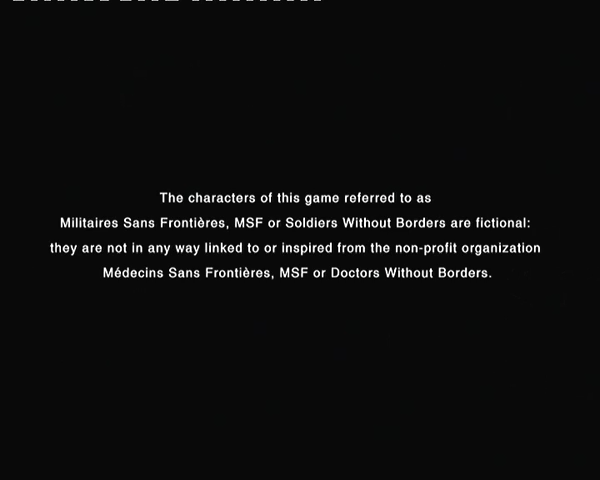 The characters of this game referred to as
Militaires Sans Frontières, MSF or Soldiers Without Borders are fictional:
they are not in any way linked to or inspired from the non-profit organization
Médecins Sans Frontières, MSF or Doctors Without Borders.